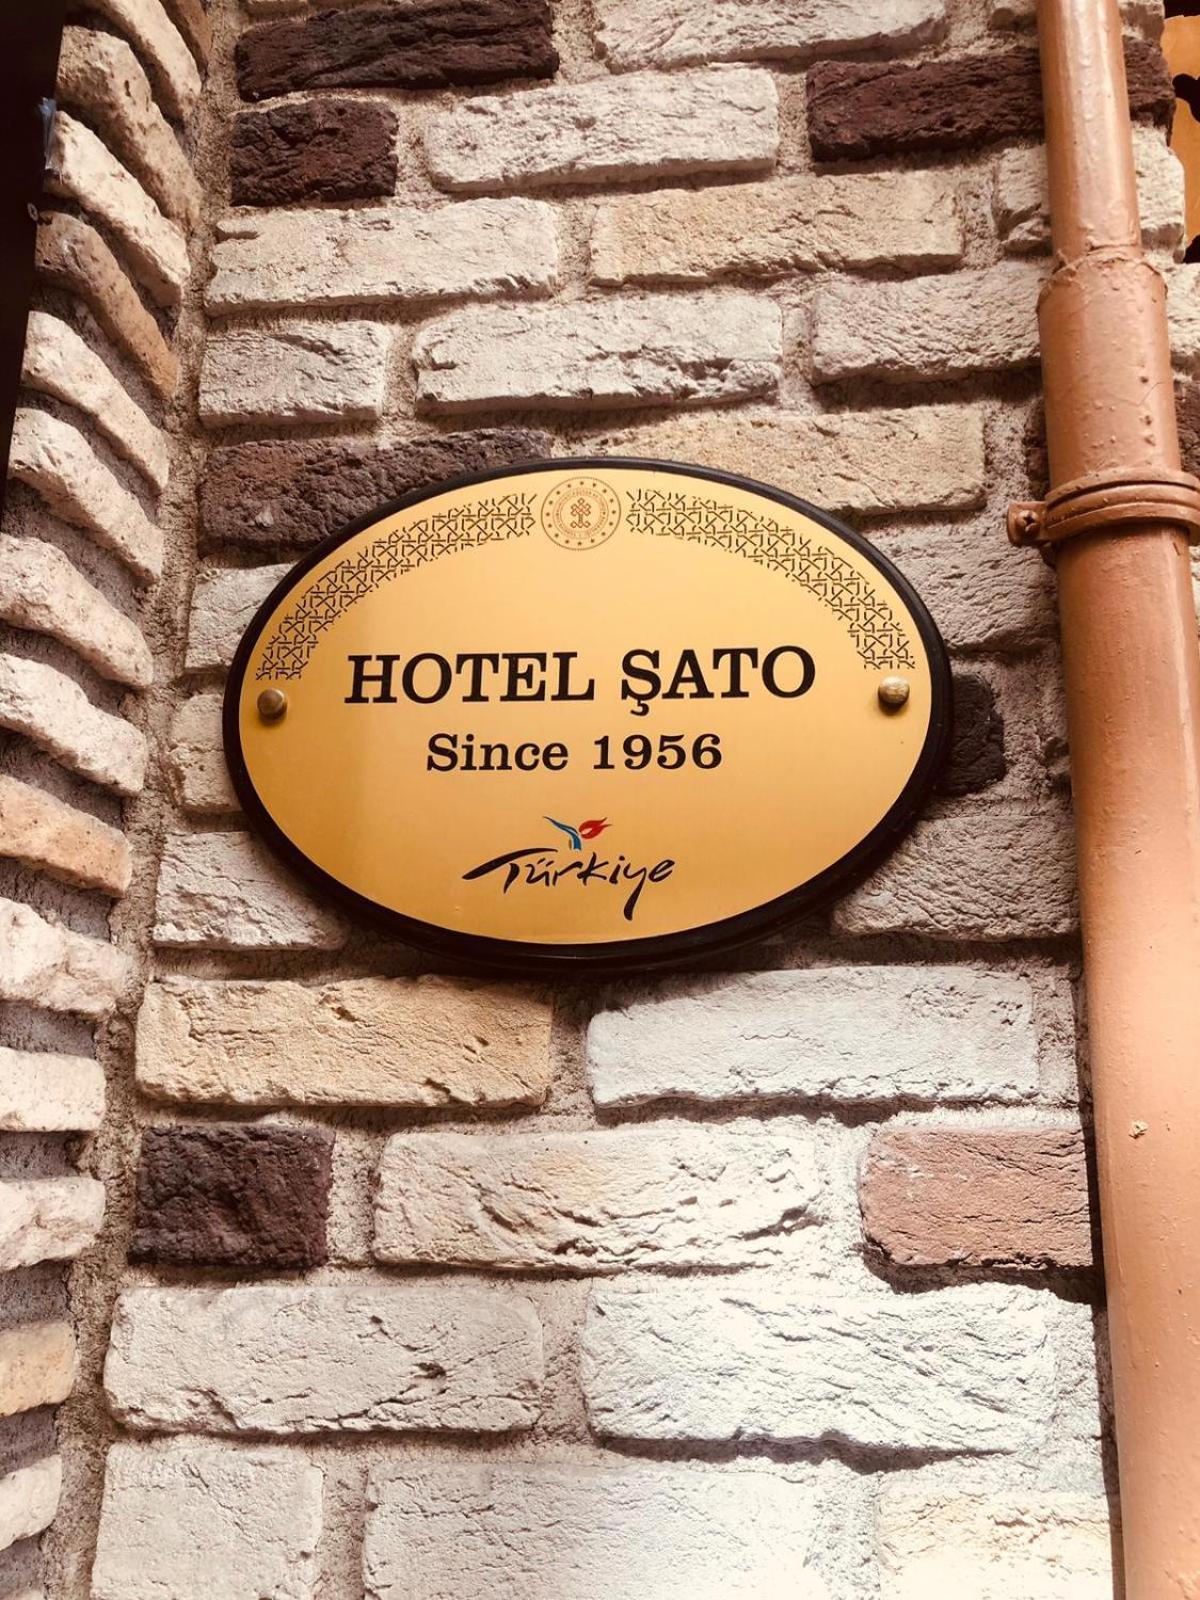 HOTEL ŞATO
Since 1956
Türkiye